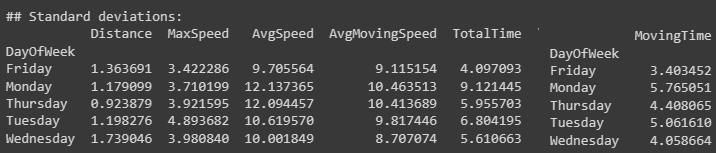 ## Standard deviations:
Distance MaxSpeed AvgSpeed AvgMovingSpeed TotalTime MovingTime
DayOfWeek DayOfWeek
Friday 1.363691 3.422286 9.705564 9.115154 4.097093 Friday 3.403452
Monday 1.179099 3.710199 12.137365 10.463513 9.121445 Monday 5.765051
Thursday 0.923879 3.921595 12.094457 10.413689 5.955703 Thursday 4.408065
Tuesday 1.198276 4.893682 10.619570 9.817446 6.804195 Tuesday 5.061610
Wednesday 1.739046 3.980840 10.001849 8.707074 5.610663 Wednesday 4.058664